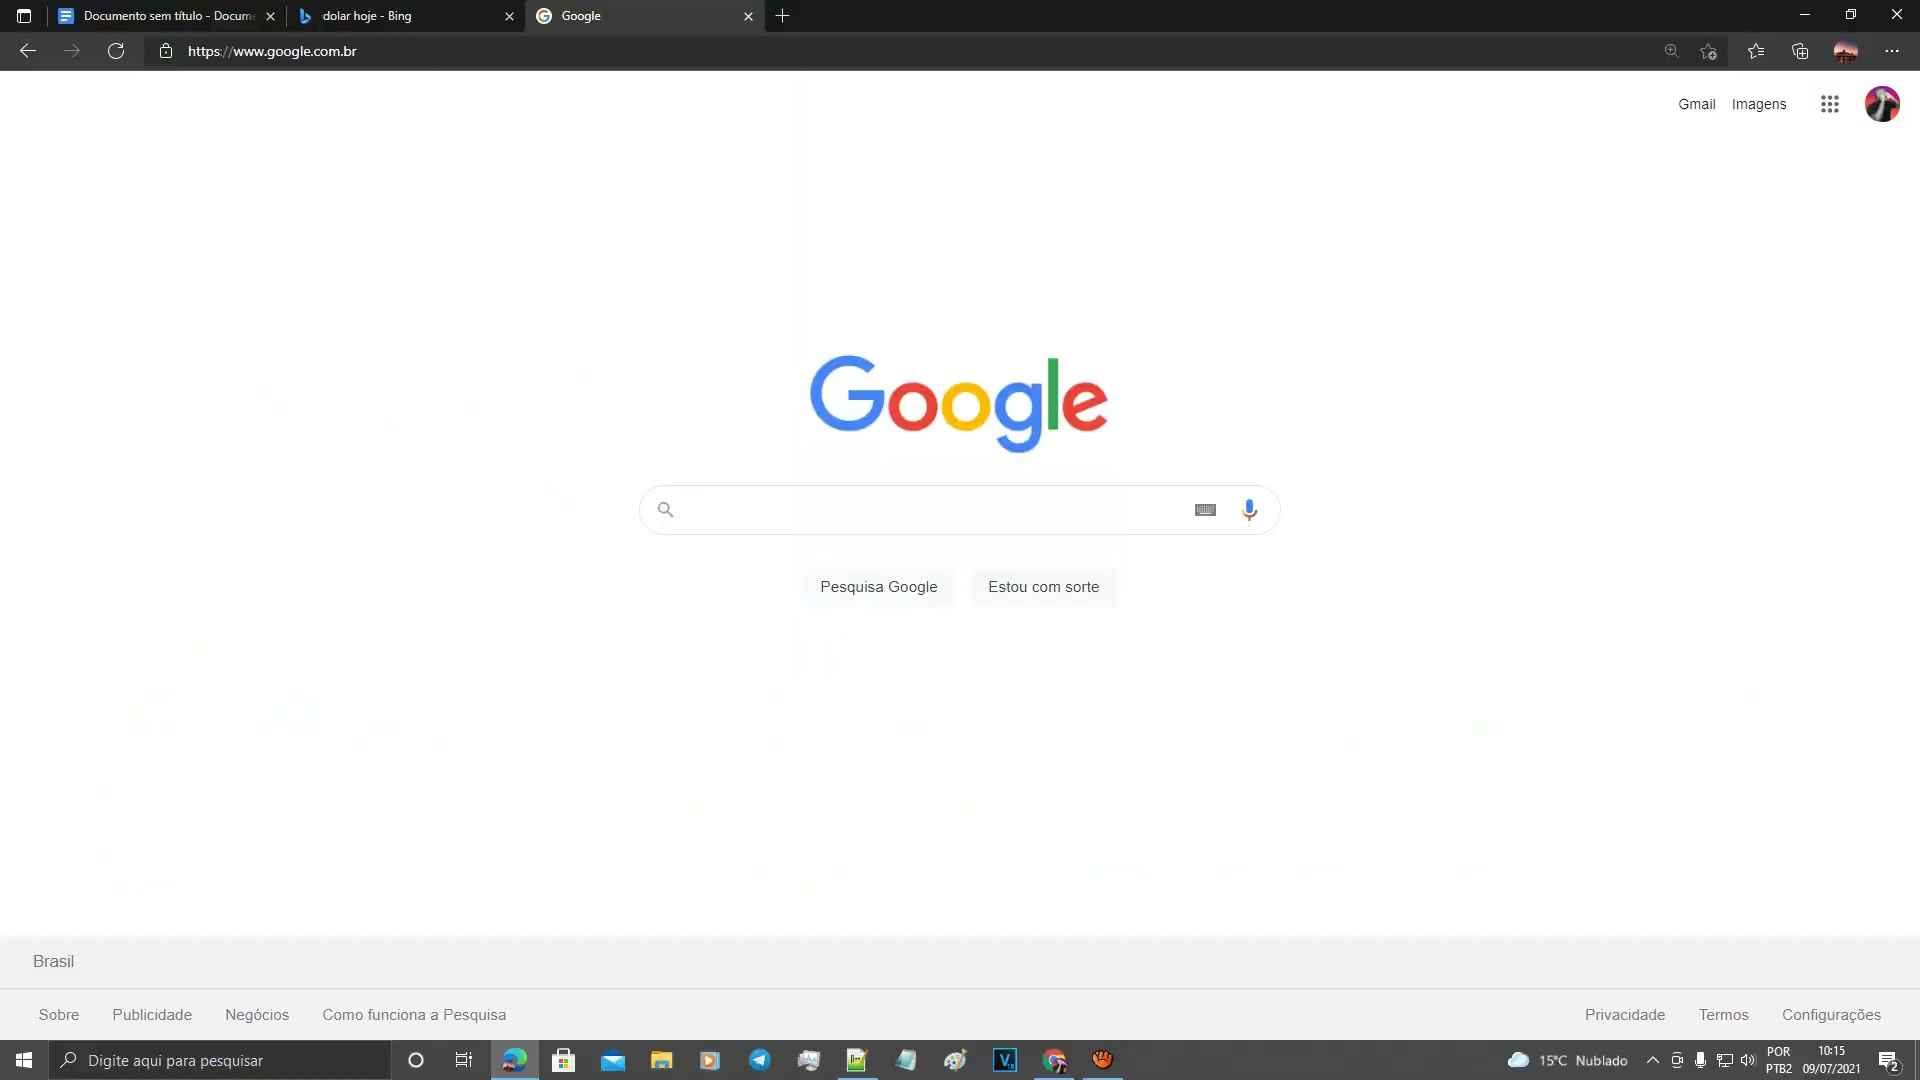 Documento sem título - Docume
dolar hoje - Bing
Google
https://www.google.com.br
Gmail
Imagens
Google
Pesquisa Google
Estou com sorte
Brasil
Sobre
Publicidade
Negócios
Como funciona a Pesquisa
Privacidade
Termos
Configurações
Digite aqui para pesquisar
15°C Nublado
POR
PTB2
10:15
09/07/2021
2